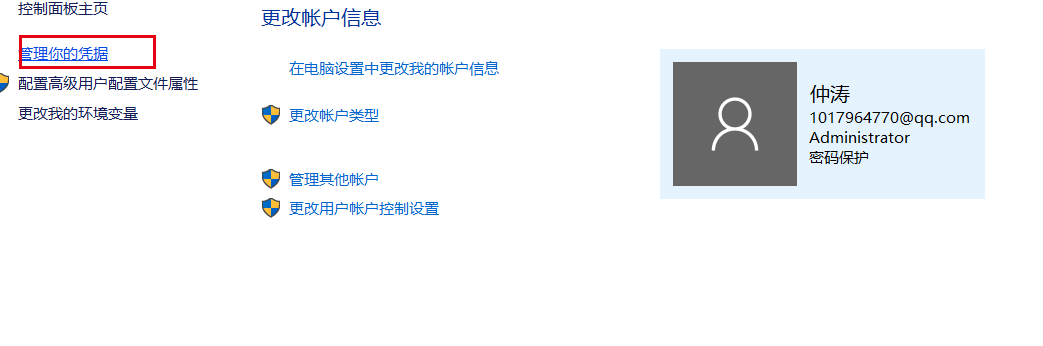 控制面板主页
管理你的凭据
配置高级用户配置文件属性
更改我的环境变量
更改帐户信息
在电脑设置中更改我的帐户信息
更改帐户类型
管理其他帐户
更改用户帐户控制设置
仲涛
1017964770@qq.com
Administrator
密码保护